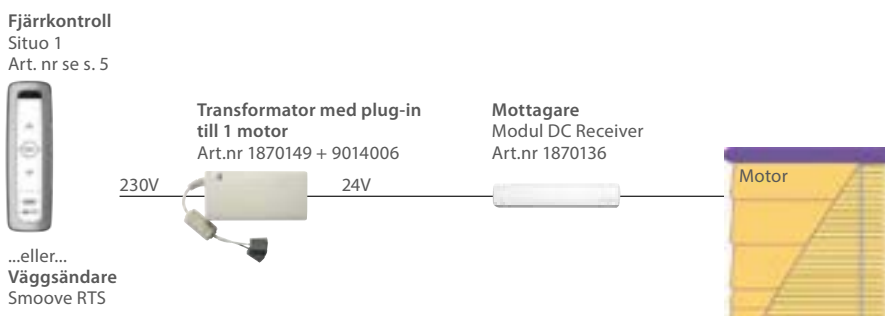 Fjärrkontroll
Situo 1
Art. nr se s. 5
Transformator med plug-in
till 1 motor
Art.nr 1870149 + 9014006
Mottagare
Modul DC Receiver
Art.nr 1870136
230V
24V
Motor
...eller...
Väggsändare
Smoove RTS